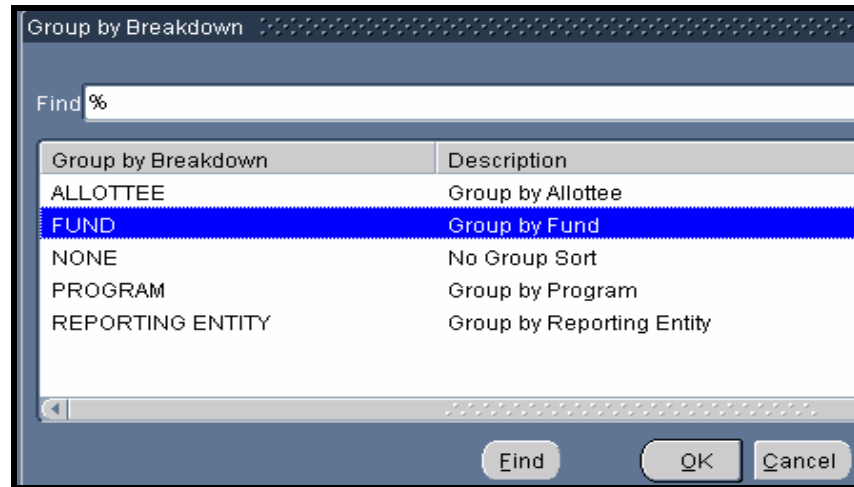 Group by Breakdown
Find %
Group by Breakdown Description
ALLOTTEE Group by Allottee
FUND Group by Fund
NONE No Group Sort
PROGRAM Group by Program
REPORTING ENTITY Group by Reporting Entity
Find OK Cancel